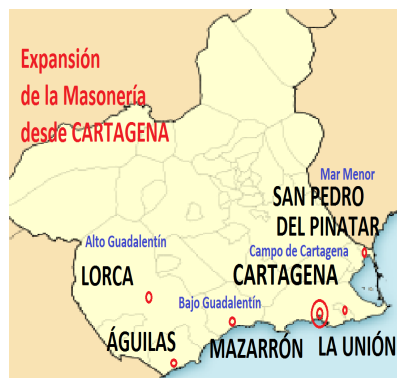 Expansión
de la Masonería
desde CARTAGENA
Mar Menor
SAN PEDRO
DEL PINATAR
Alto Guadalentín
Campo de Cartagena
LORCA
CARTAGENA
Bajo Guadalentín
ÁGUILAS
MAZARRÓN
LA UNIÓN